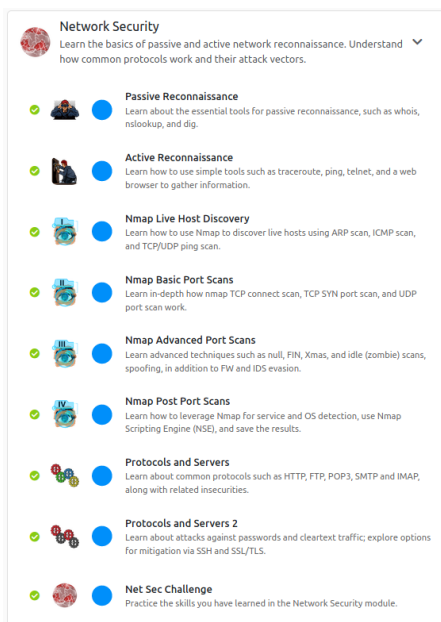 Network Security
Learn the basics of passive and active network reconnaissance. Understand
how common protocols work and their attack vectors.
Passive Reconnaissance
Learn about the essential tools for passive reconnaissance, such as whois,
nslookup, and dig.
Active Reconnaissance
Learn how to use simple tools such as traceroute, ping, telnet, and a web
browser to gather information.
I
Nmap Live Host Discovery
Learn how to use Nmap to discover live hosts using ARP scan, ICMP scan,
and TCP/UDP ping scan.
II
Nmap Basic Port Scans
Learn in-depth how nmap TCP connect scan, TCP SYN port scan, and UDP
port scan work.
III
Nmap Advanced Port Scans
Learn advanced techniques such as null, FIN, Xmas, and idle (zombie) scans,
spoofing, in addition to FW and IDS evasion.
IV
Nmap Post Port Scans
Learn how to leverage Nmap for service and OS detection, use Nmap
Scripting Engine (NSE), and save the results.
Protocols and Servers
Learn about common protocols such as HTTP, FTP, POP3, SMTP and IMAP,
along with related insecurities.
Protocols and Servers 2
Learn about attacks against passwords and cleartext traffic; explore options
for mitigation via SSH and SSL/TLS.
Net Sec Challenge
Practice the skills you have learned in the Network Security module.